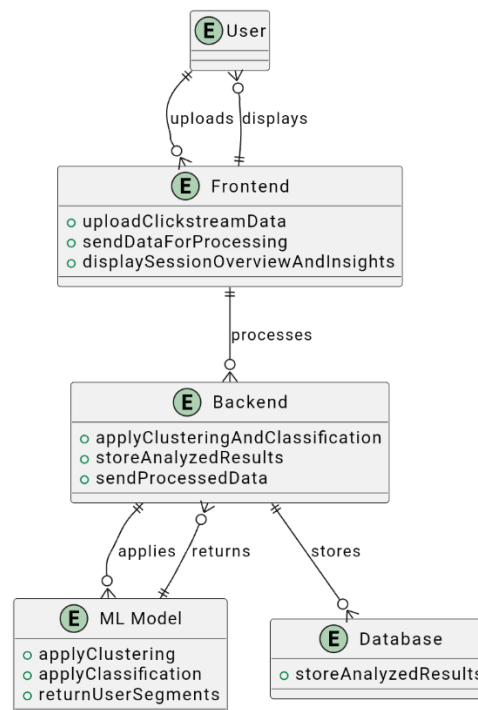 E User
uploads displays
E Frontend
uploadClickstreamData
sendDataForProcessing
displaySessionOverviewAndInsights
processes
E Backend
applyClusteringAndClassification
storeAnalyzedResults
sendProcessedData
applies returns stores
E ML Model
applyClustering
applyClassification
returnUserSegments
E Database
storeAnalyzedResults